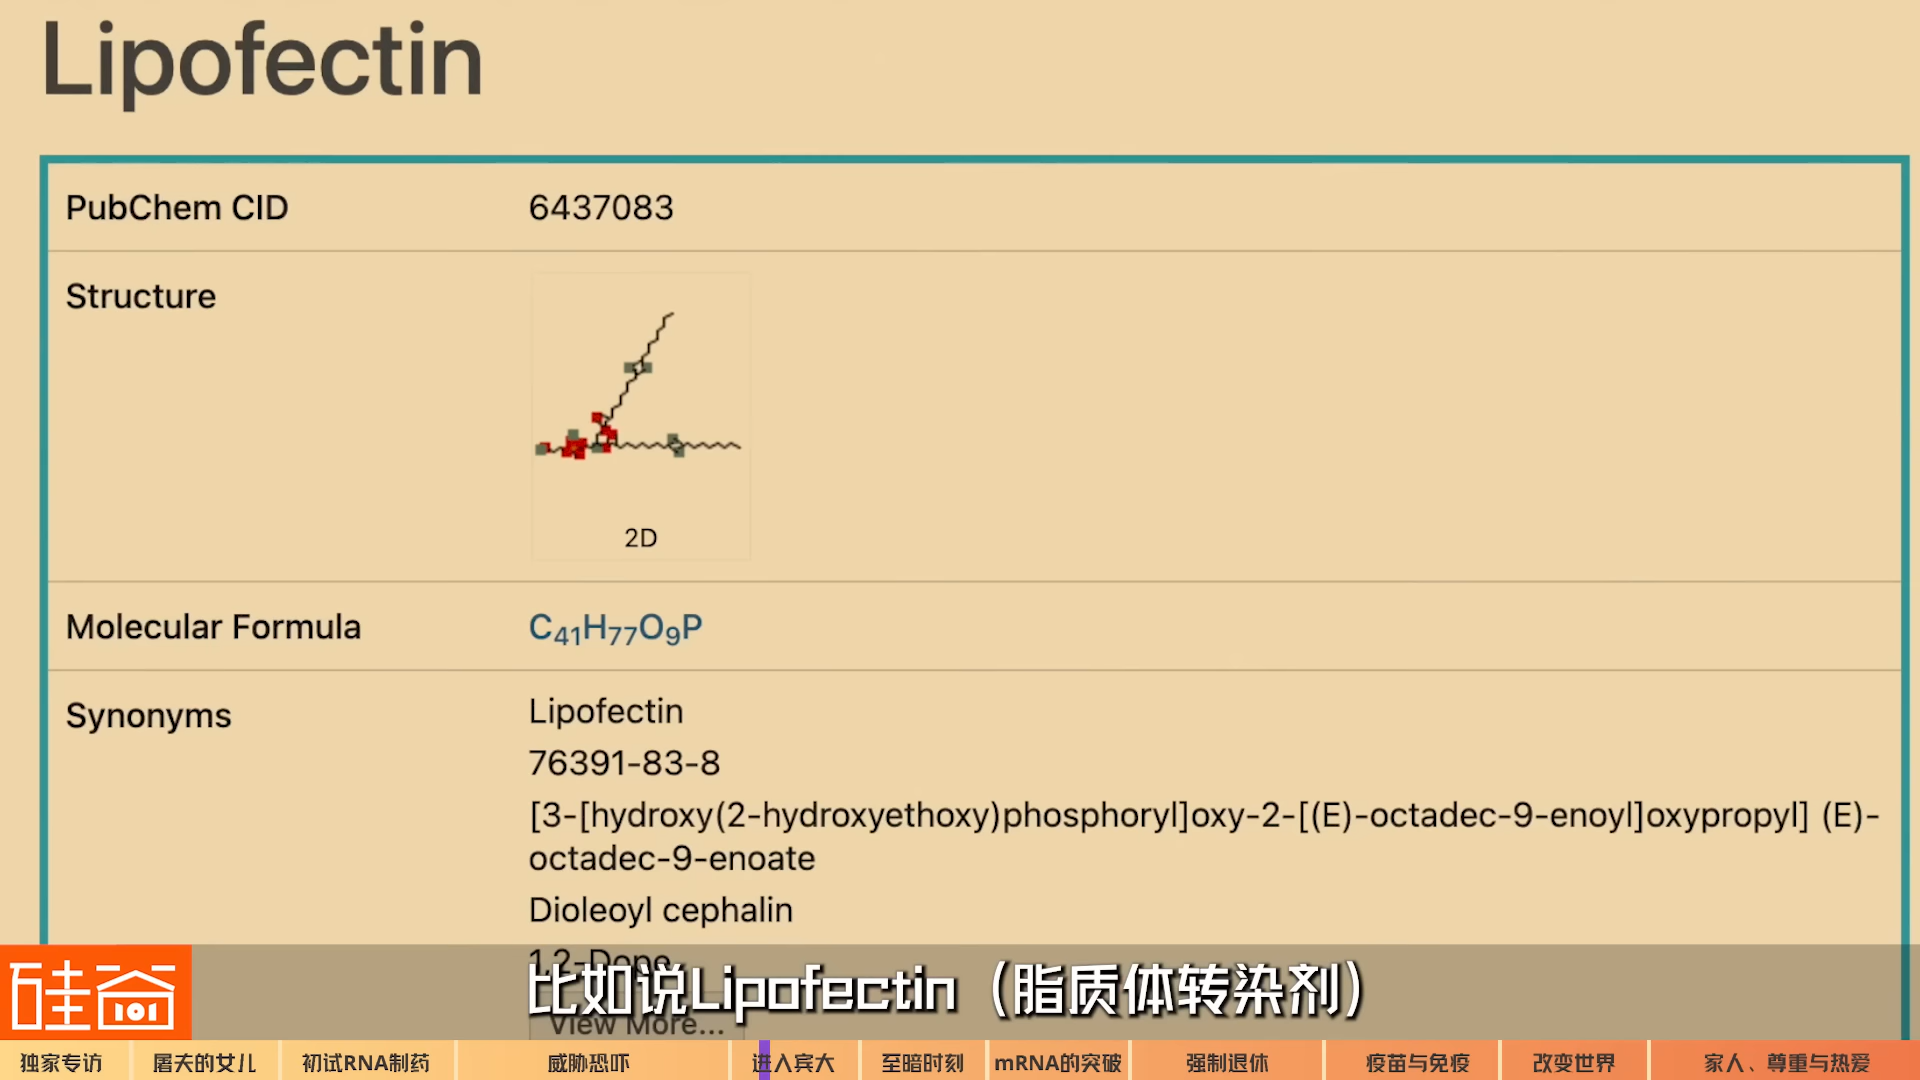 Lipofectin
PubChem CID 6437083
Structure
2D
Molecular Formula C₄₁H₇₇O₉P
Synonyms Lipofectin
76391-83-8
[3-[hydroxy(2-hydroxyethoxy)phosphoryl]oxy-2-[(E)-octadec-9-enoyl]oxypropyl] (E)-
octadec-9-enoate
Dioleoyl cephalin
1,2-Dope
比如说Lipofectin（脂质体转染剂）
View More...
硅谷
101
独家专访 屠夫的女儿 初试RNA制药 威胁恐吓 进入宾大 至暗时刻 mRNA的突破 强制退休 疫苗与免疫 改变世界 家人、尊重与热爱